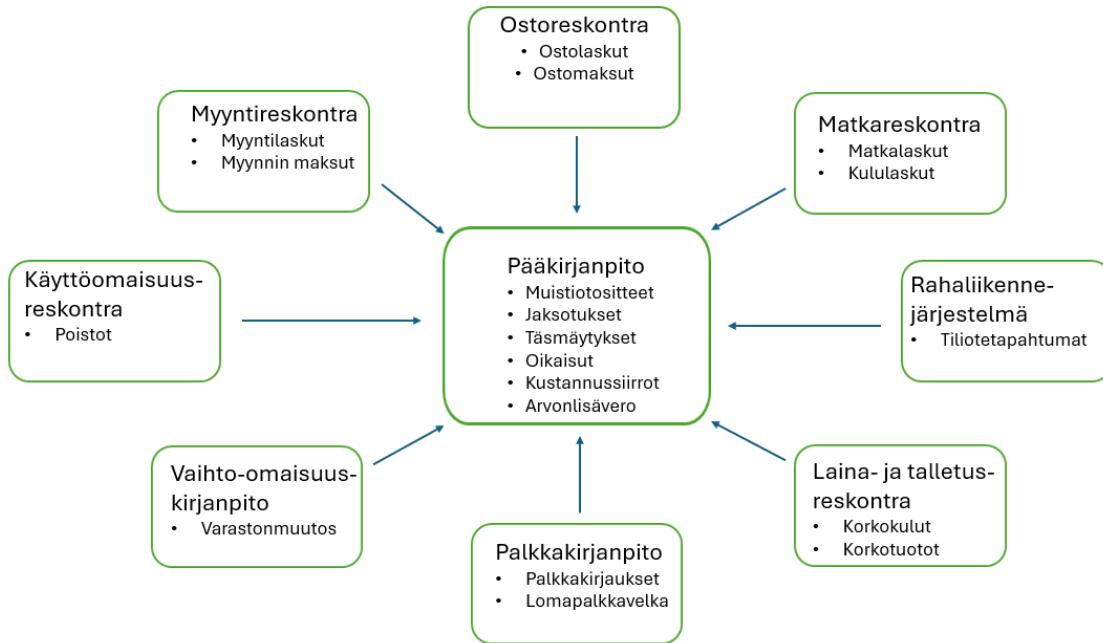 Ostoreskontra
• Ostolaskut
• Ostomaksut
Myyntireskontra
• Myyntilaskut
• Myynnin maksut
Matkareskontra
• Matkalaskut
• Kululaskut
Käyttöomaisuus-
reskontra
• Poistot
Pääkirjanpito
• Muistiotositteet
• Jaksotukset
• Täsmäytykset
• Oikaisut
• Kustannussiirrot
• Arvonlisävero
Rahaliikenne-
järjestelmä
• Tiliotetapahtumat
Vaihto-omaisuus-
kirjanpito
• Varastonmuutos
Palkkakirjanpito
• Palkkakirjaukset
• Lomapalkkavelka
Laina- ja talletus-
reskontra
• Korkokulut
• Korkotuotot